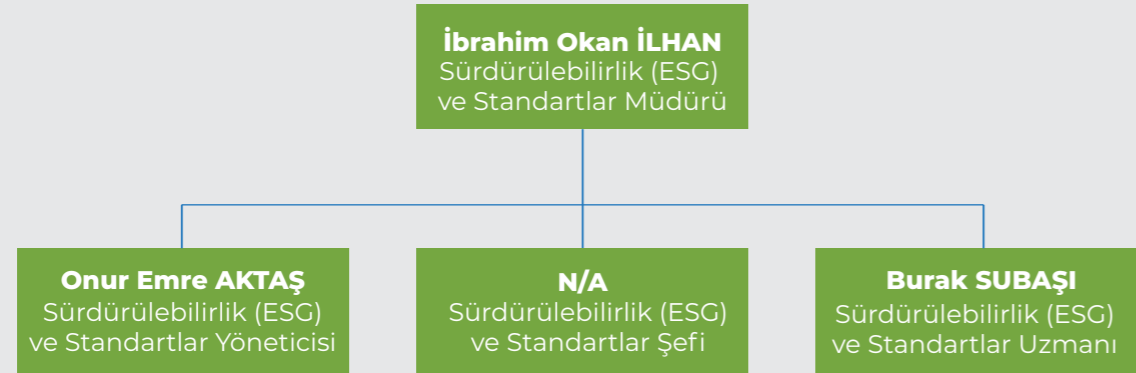 İbrahim Okan İLHAN
Sürdürülebilirlik (ESG)
ve Standartlar Müdürü
Onur Emre AKTAŞ
Sürdürülebilirlik (ESG)
ve Standartlar Yöneticisi
N/A
Sürdürülebilirlik (ESG)
ve Standartlar Şefi
Burak SUBAŞI
Sürdürülebilirlik (ESG)
ve Standartlar Uzmanı